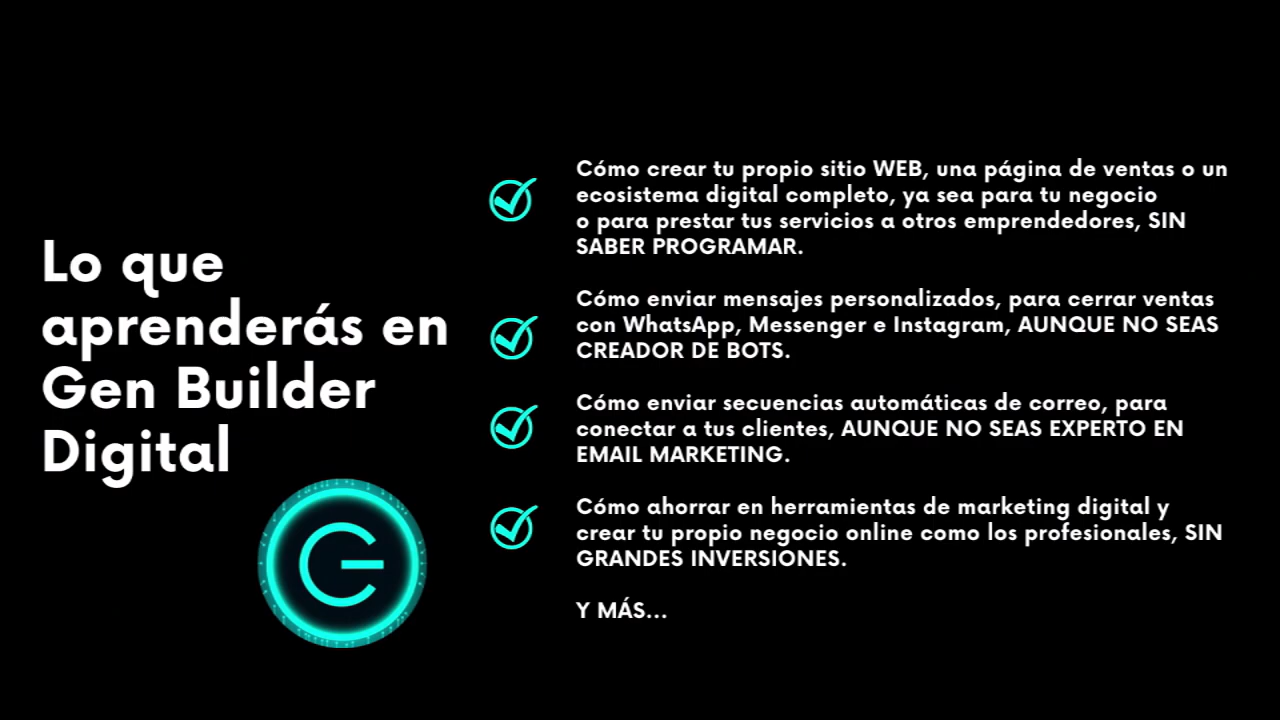 Lo que
aprenderás en
Gen Builder
Digital
Cómo crear tu propio sitio WEB, una página de ventas o un
ecosistema digital completo, ya sea para tu negocio
o para prestar tus servicios a otros emprendedores, SIN
SABER PROGRAMAR.
Cómo enviar mensajes personalizados, para cerrar ventas
con WhatsApp, Messenger e Instagram, AUNQUE NO SEAS
CREADOR DE BOTS.
Cómo enviar secuencias automáticas de correo, para
conectar a tus clientes, AUNQUE NO SEAS EXPERTO EN
EMAIL MARKETING.
Cómo ahorrar en herramientas de marketing digital y
crear tu propio negocio online como los profesionales, SIN
GRANDES INVERSIONES.
Y MÁS...